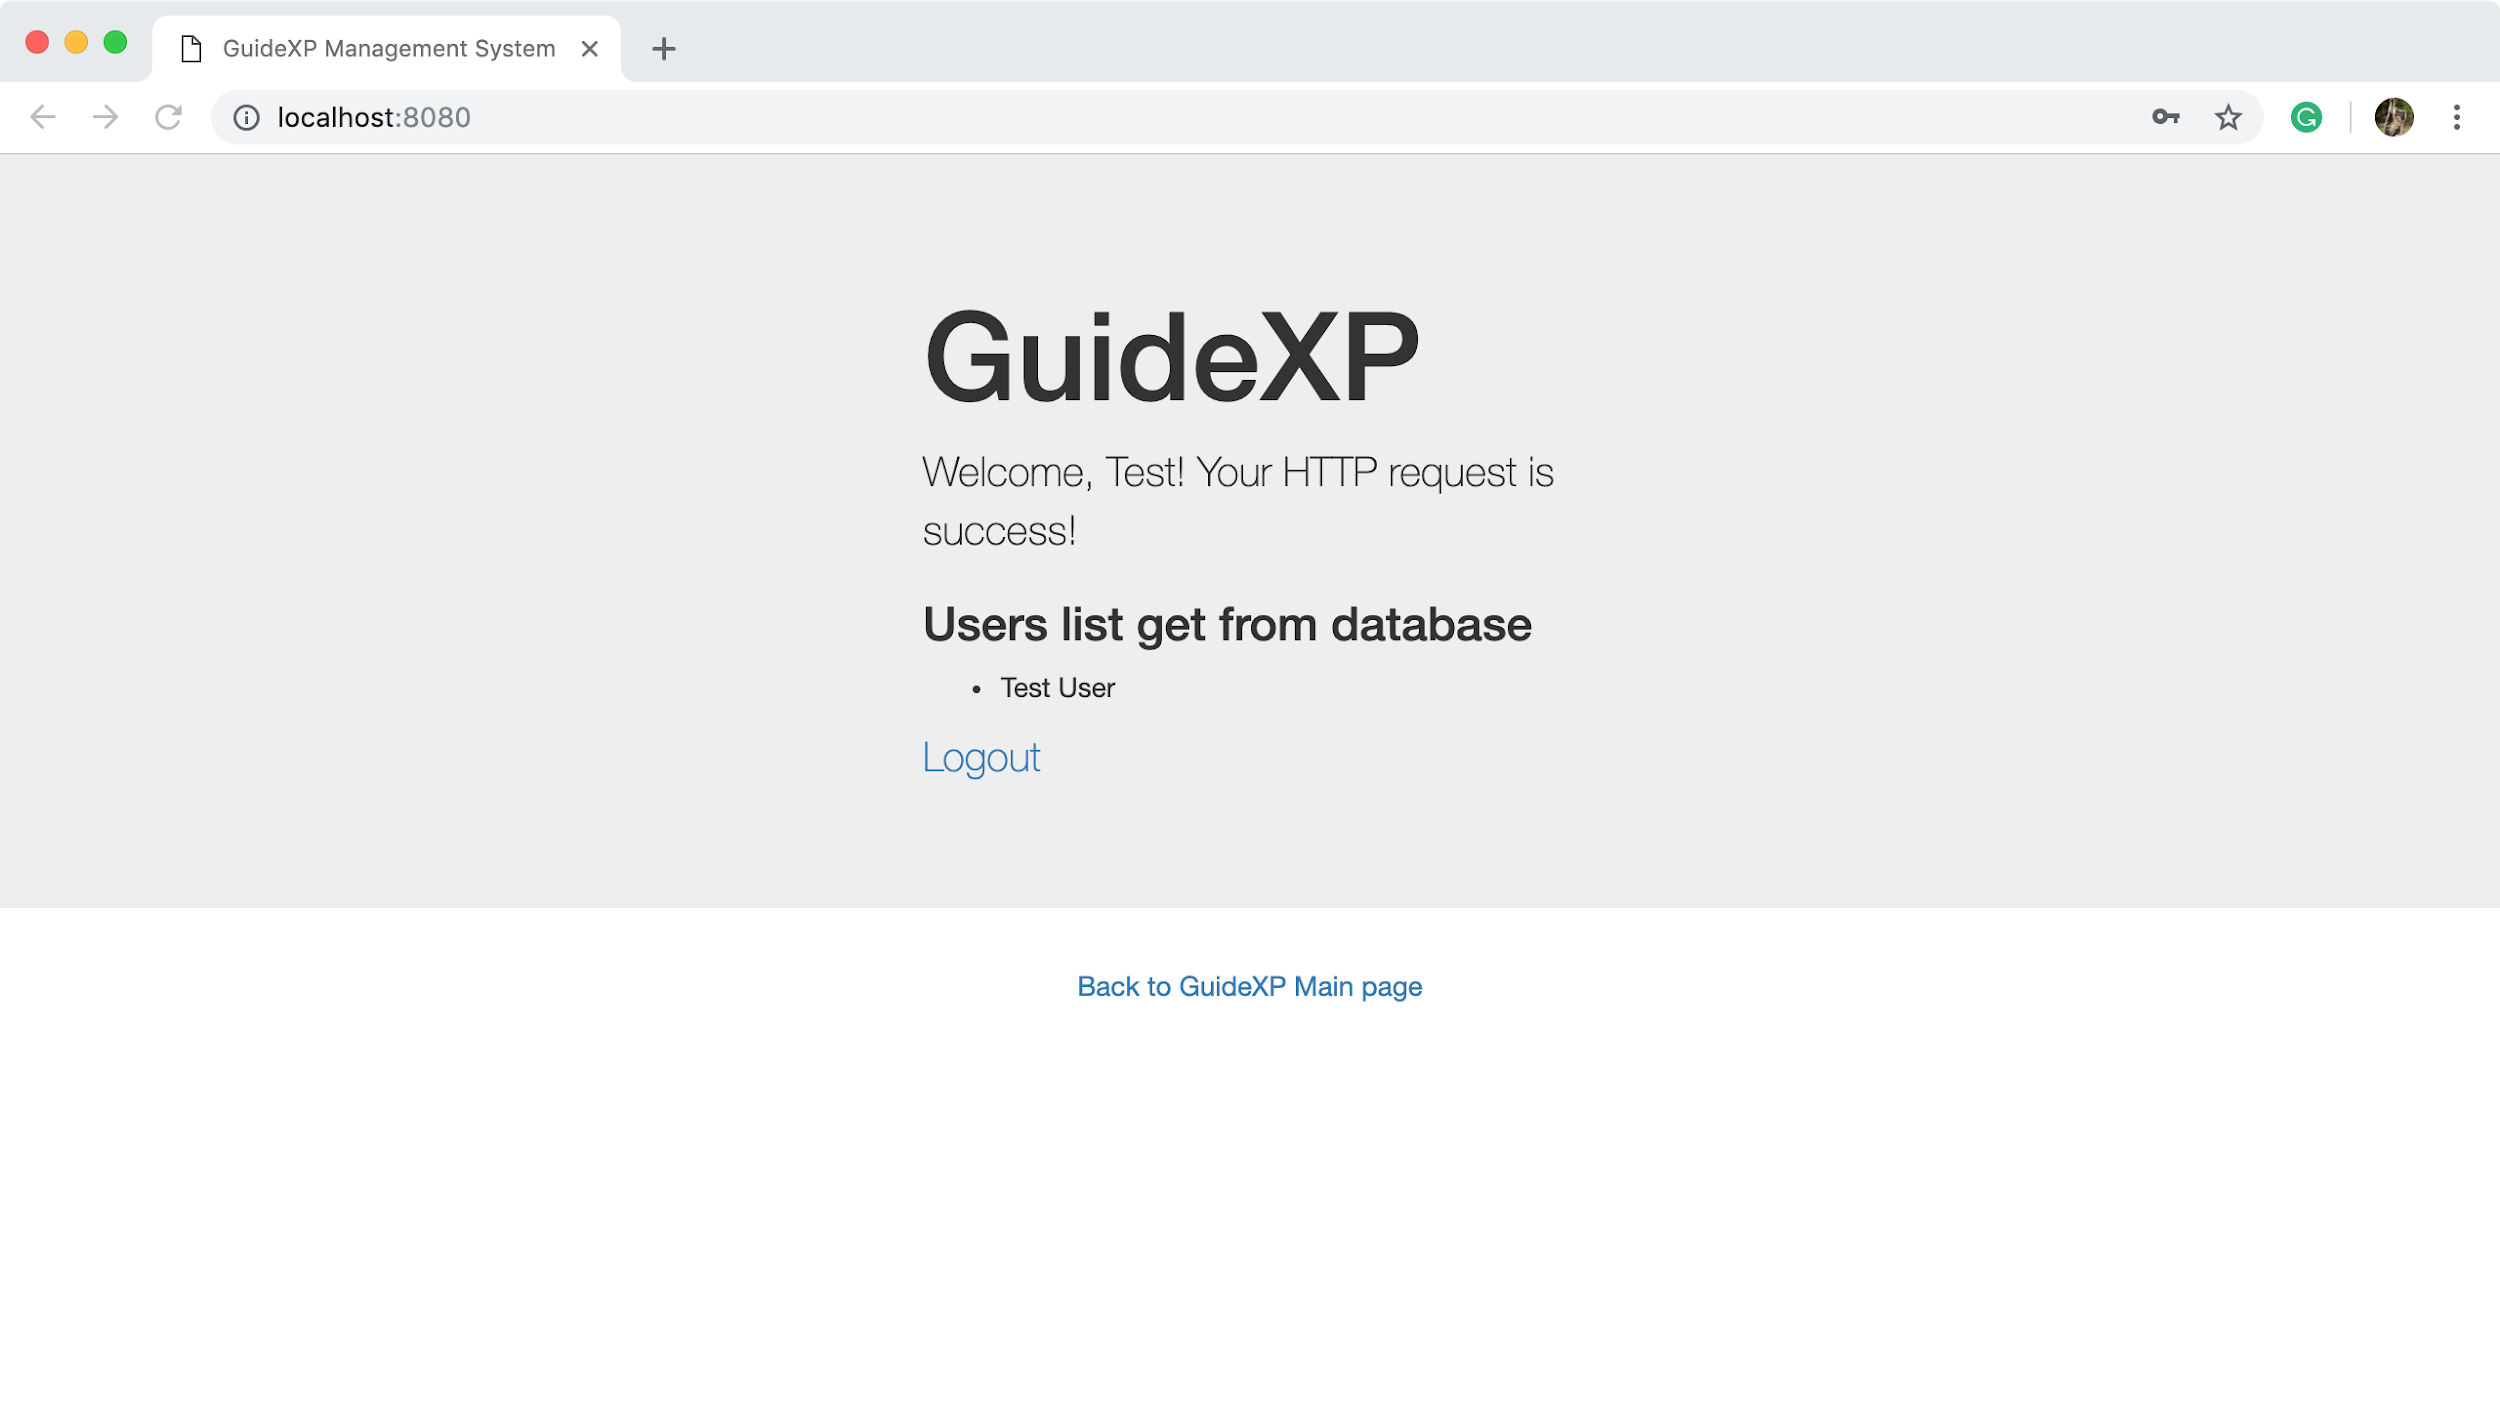 GuideXP Management System
localhost:8080
GuideXP
Welcome, Test! Your HTTP request is
success!
Users list get from database
• Test User
Logout
Back to GuideXP Main page